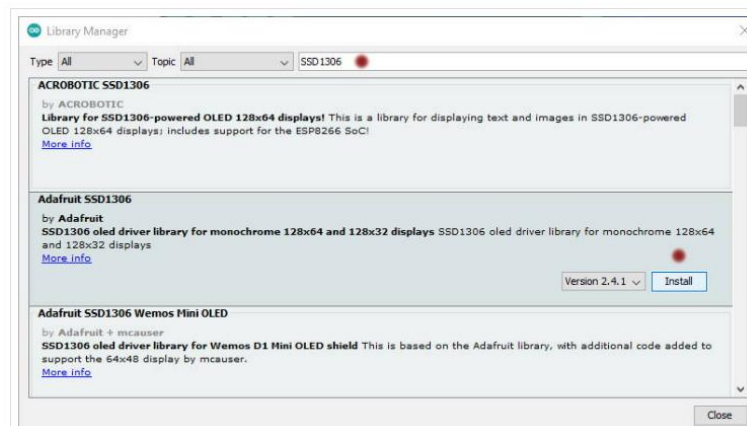 Library Manager
Type All Topic All SSD1306
ACROBOTIC SSD1306
by ACROBOTIC
Library for SSD1306-powered OLED 128x64 displays! This is a library for displaying text and images in SSD1306-powered
OLED 128x64 displays; includes support for the ESP8266 SoC!
More info
Adafruit SSD1306
by Adafruit
SSD1306 oled driver library for monochrome 128x64 and 128x32 displays SSD1306 oled driver library for monochrome 128x64
and 128x32 displays
More info
Version 2.4.1 Install
Adafruit SSD1306 Wemos Mini OLED
by Adafruit + mcauser
SSD1306 oled driver library for Wemos D1 Mini OLED shield This is based on the Adafruit library, with additional code added to
support the 64x48 display by mcauser.
More info
Close